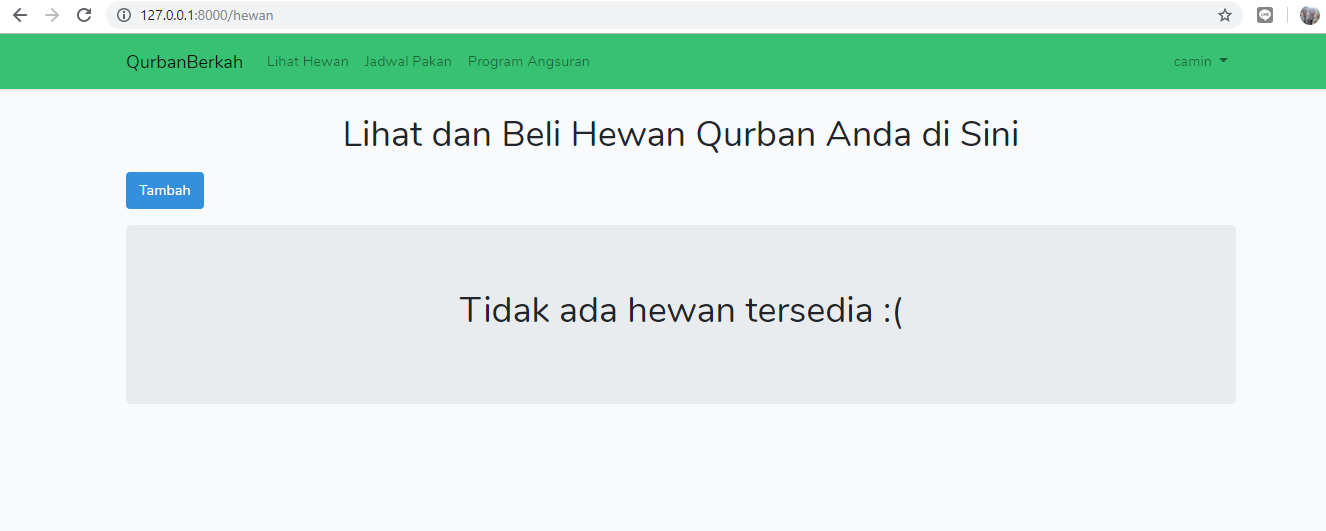 127.0.0.1:8000/hewan
QurbanBerkah Lihat Hewan Jadwal Pakan Program Angsuran camin
Lihat dan Beli Hewan Qurban Anda di Sini
Tambah
Tidak ada hewan tersedia :(